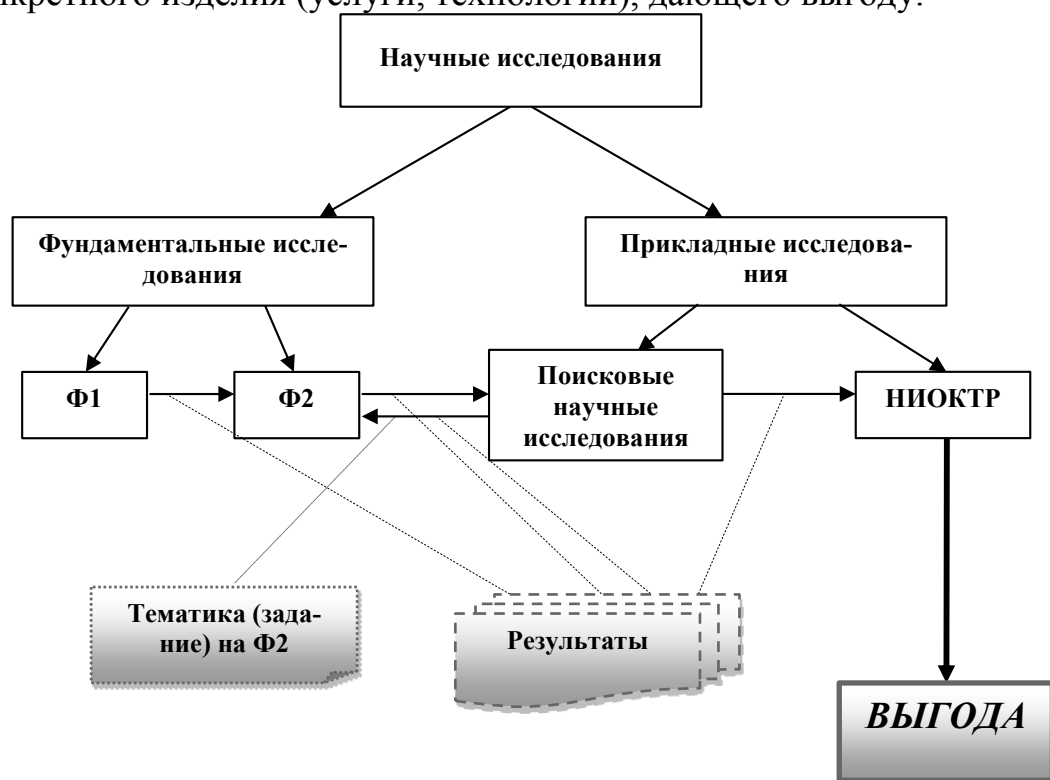 кретного изделия (услуги, технологии), дающего выгоду.
Научные исследования
Фундаментальные иссле-
дования
Прикладные исследова-
ния
Ф1
Ф2
Поисковые
научные
исследования
НИОКТР
Тематика (зада-
ние) на Ф2
Результаты
ВЫГОДА